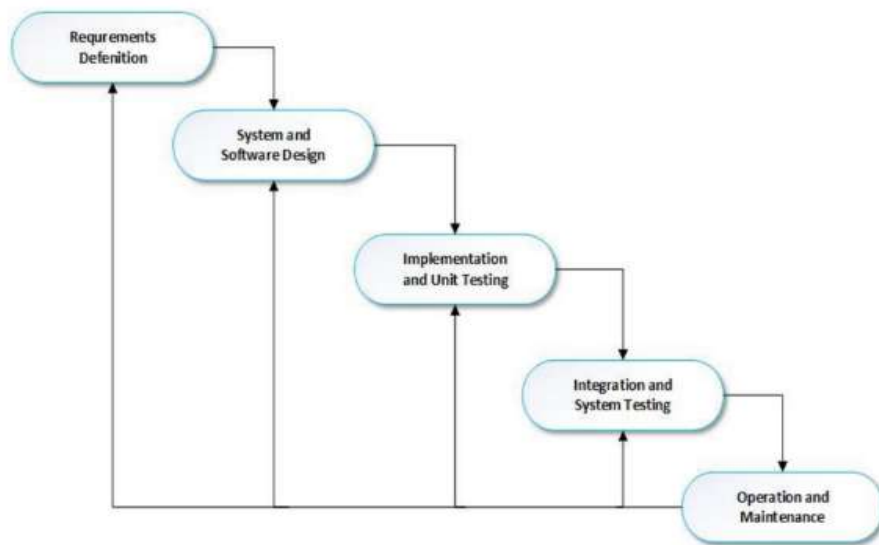 Requrements
Defenition
System and
Software Design
Implementation
and Unit Testing
Integration and
System Testing
Operation and
Maintenance